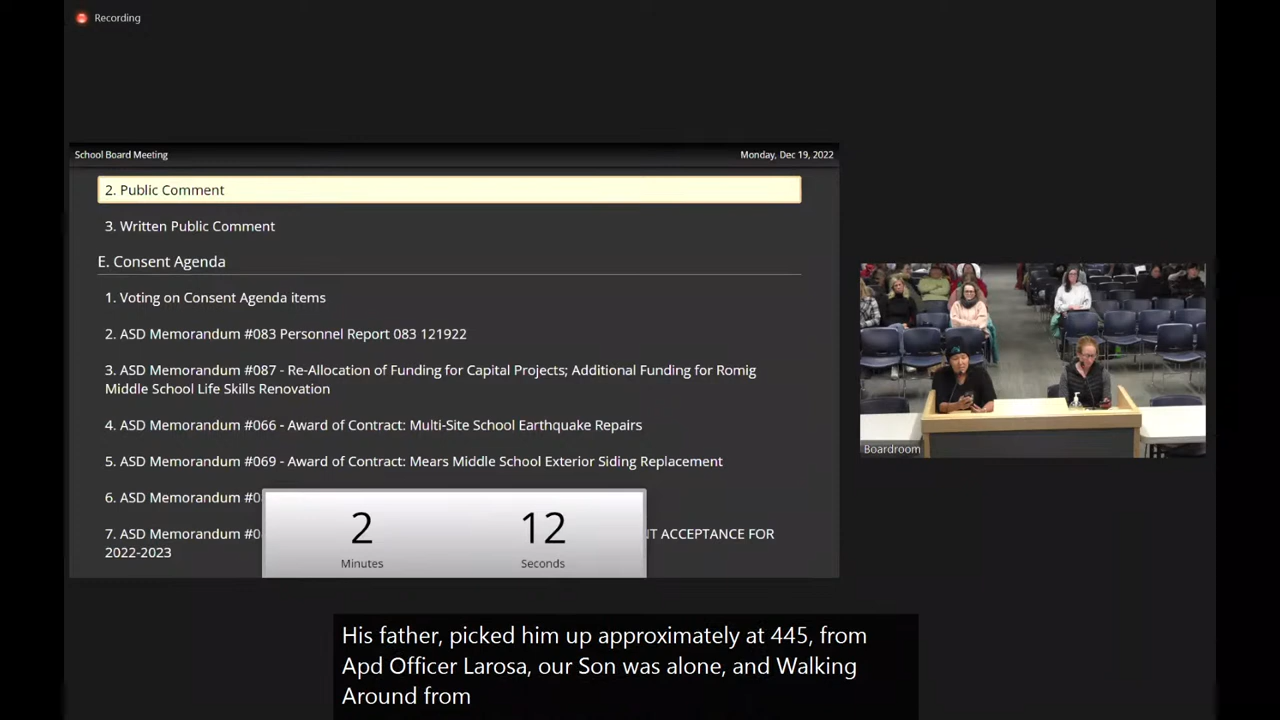 Recording
School Board Meeting
Monday, Dec 19, 2022
2. Public Comment
3. Written Public Comment
E. Consent Agenda
1. Voting on Consent Agenda items
2. ASD Memorandum #083 Personnel Report 083 121922
3. ASD Memorandum #087 - Re-Allocation of Funding for Capital Projects; Additional Funding for Romig
Middle School Life Skills Renovation
4. ASD Memorandum #066 - Award of Contract: Multi-Site School Earthquake Repairs
5. ASD Memorandum #069 - Award of Contract: Mears Middle School Exterior Siding Replacement
6. ASD Memorandum
7. ASD Memorandum ACCEPTANCE FOR
2022-2023
2 12
Minutes Seconds
Boardroom
His father, picked him up approximately at 445, from
Apd Officer Larosa, our Son was alone, and Walking
Around from